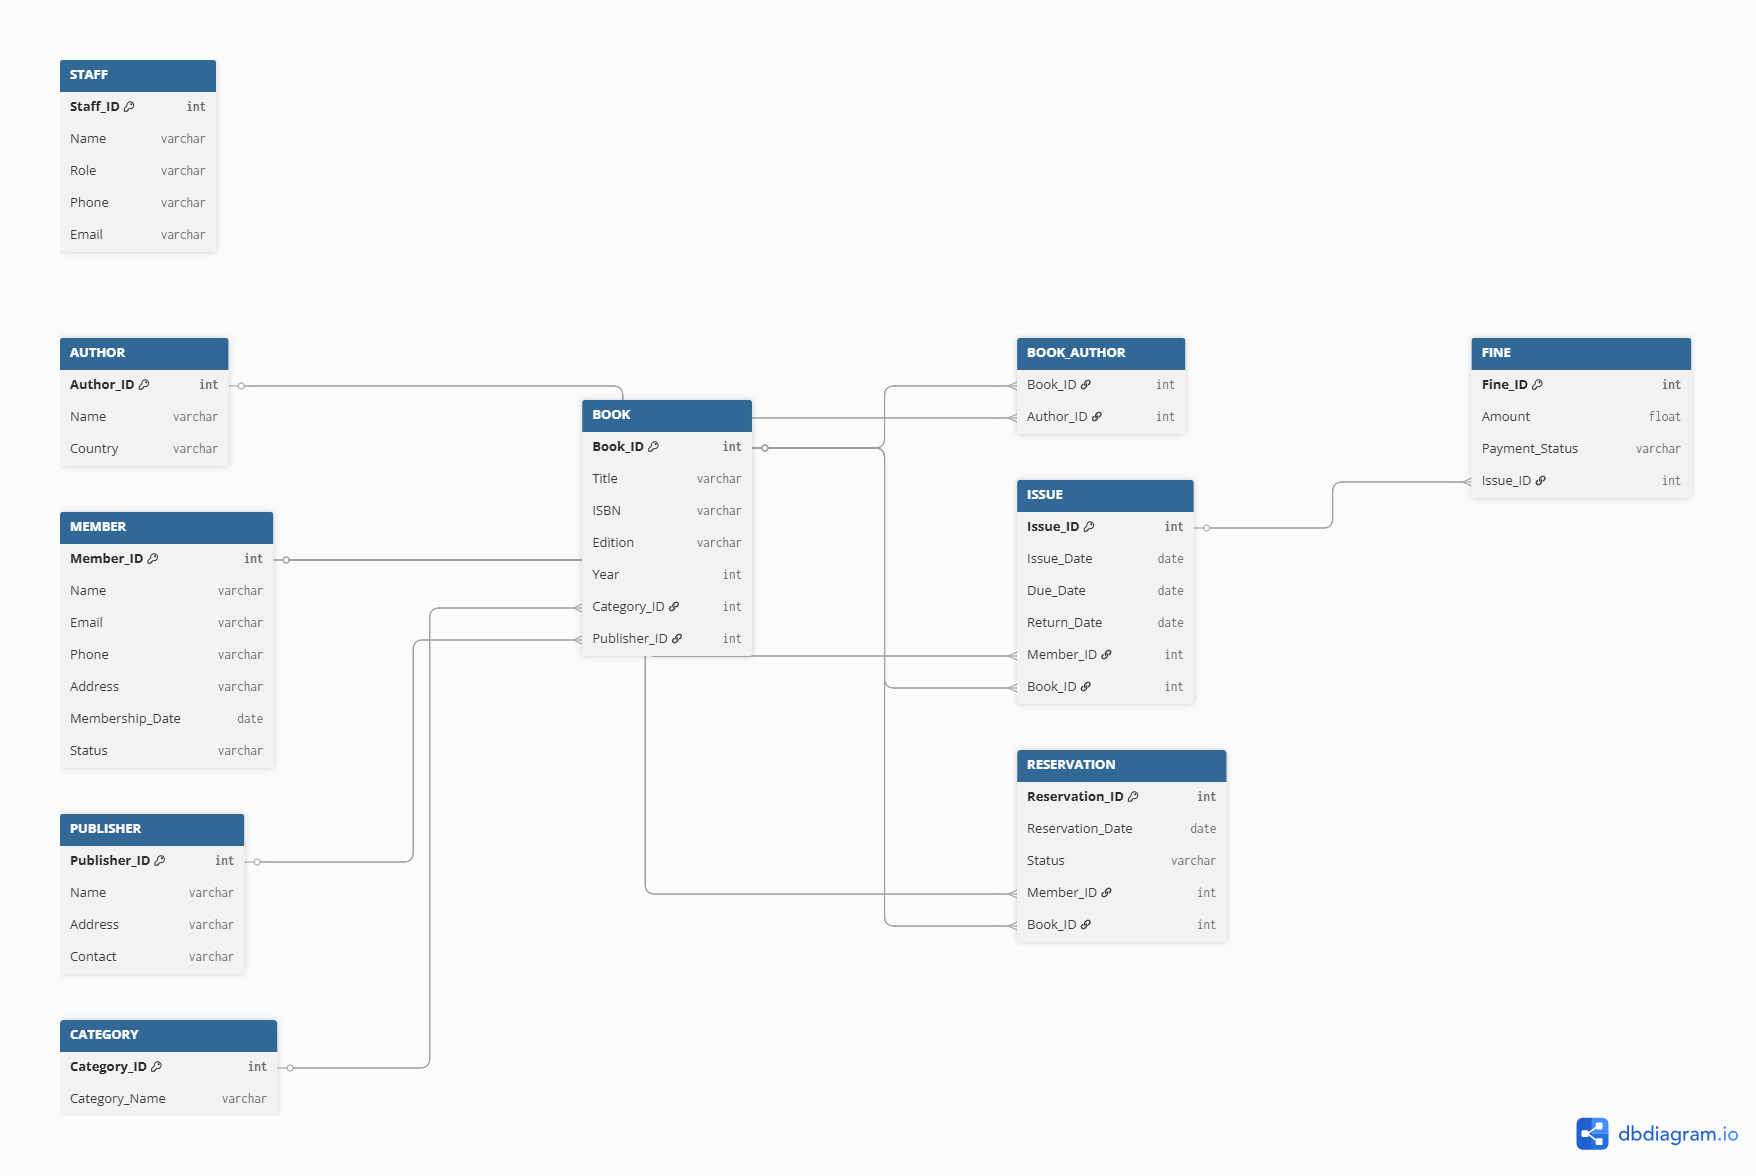 STAFF
Staff_ID int
Name varchar
Role varchar
Phone varchar
Email varchar
AUTHOR
Author_ID int
Name varchar
Country varchar
MEMBER
Member_ID int
Name varchar
Email varchar
Phone varchar
Address varchar
Membership_Date date
Status varchar
PUBLISHER
Publisher_ID int
Name varchar
Address varchar
Contact varchar
CATEGORY
Category_ID int
Category_Name varchar
BOOK
Book_ID int
Title varchar
ISBN varchar
Edition varchar
Year int
Category_ID int
Publisher_ID int
BOOK_AUTHOR
Book_ID int
Author_ID int
ISSUE
Issue_ID int
Issue_Date date
Due_Date date
Return_Date date
Member_ID int
Book_ID int
RESERVATION
Reservation_ID int
Reservation_Date date
Status varchar
Member_ID int
Book_ID int
FINE
Fine_ID int
Amount float
Payment_Status varchar
Issue_ID int
dbdiagram.io